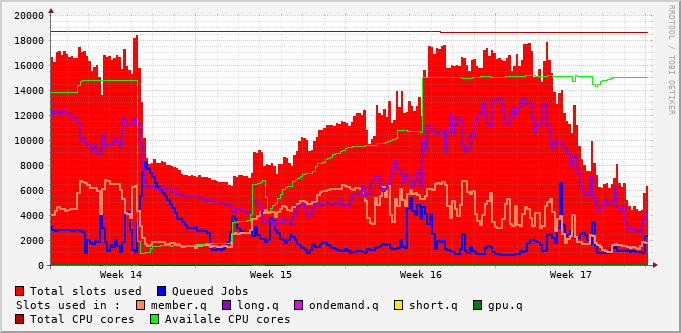 20000
18000
16000
14000
12000
10000
8000
6000
4000
2000
0
Week 14 Week 15 Week 16 Week 17
RRDTOOL / TOBI OETIKER
Total slots used Queued Jobs
Slots used in : member.q long.q ondemand.q short.q gpu.q
Total CPU cores Availale CPU cores